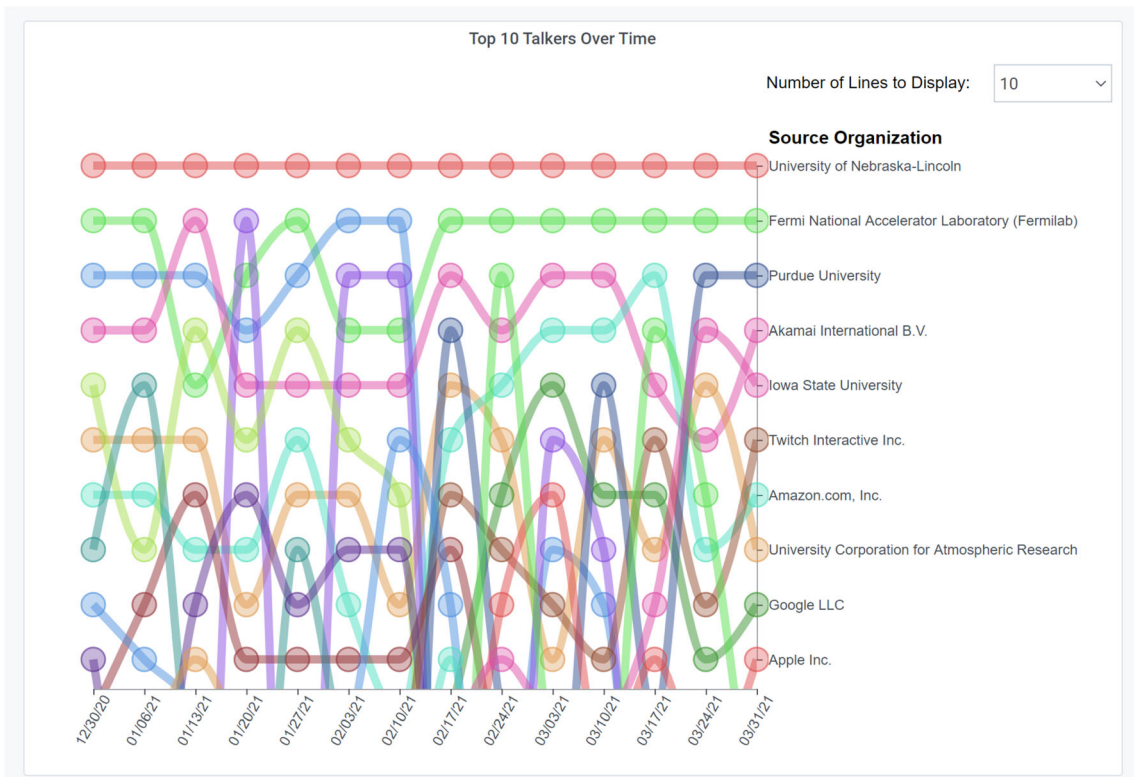 Top 10 Talkers Over Time
Number of Lines to Display: 10
Source Organization
University of Nebraska-Lincoln
Fermi National Accelerator Laboratory (Fermilab)
Purdue University
Akamai International B.V.
Iowa State University
Twitch Interactive Inc.
Amazon.com, Inc.
University Corporation for Atmospheric Research
Google LLC
Apple Inc.
12/30/20 01/06/21 01/13/21 01/20/21 01/27/21 02/03/21 02/10/21 02/17/21 02/24/21 03/03/21 03/10/21 03/17/21 03/24/21 03/31/21